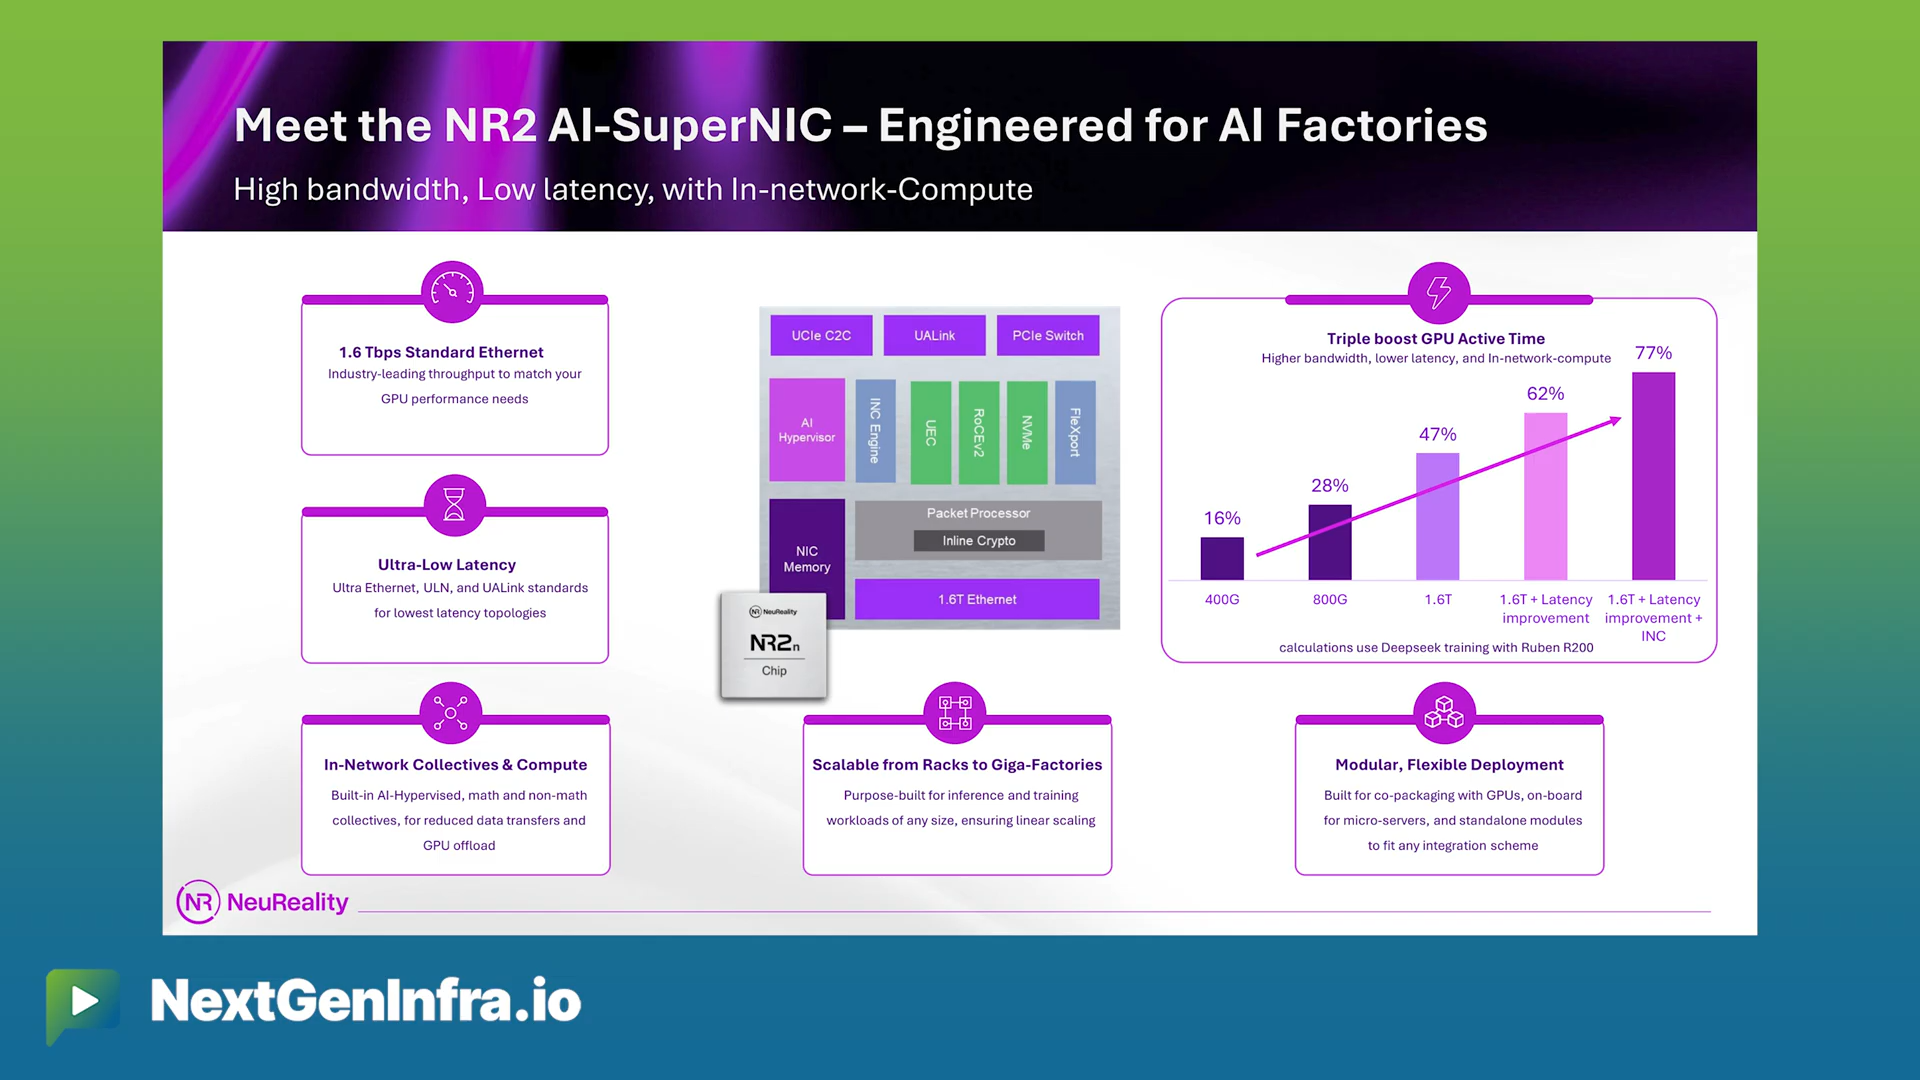 Meet the NR2 AI-SuperNIC – Engineered for AI Factories
High bandwidth, Low latency, with In-network-Compute
1.6 Tbps Standard Ethernet
Industry-leading throughput to match your
GPU performance needs
Ultra-Low Latency
Ultra Ethernet, ULN, and UALink standards
for lowest latency topologies
In-Network Collectives & Compute
Built-in AI-Hypervised, math and non-math
collectives, for reduced data transfers and
GPU offload
UCIe C2C
UALink
PCIe Switch
AI
Hypervisor
INC Engine
UEC
RoCEv2
NVMe
FleXport
NIC
Memory
Packet Processor
Inline Crypto
1.6T Ethernet
NR NeuReality
NR2n
Chip
Scalable from Racks to Giga-Factories
Purpose-built for inference and training
workloads of any size, ensuring linear scaling
Triple boost GPU Active Time
Higher bandwidth, lower latency, and In-network-compute
16%
28%
47%
62%
77%
400G
800G
1.6T
1.6T + Latency
improvement
1.6T + Latency
improvement +
INC
calculations use Deepseek training with Ruben R200
Modular, Flexible Deployment
Built for co-packaging with GPUs, on-board
for micro-servers, and standalone modules
to fit any integration scheme
NR NeuReality
NextGenInfra.io